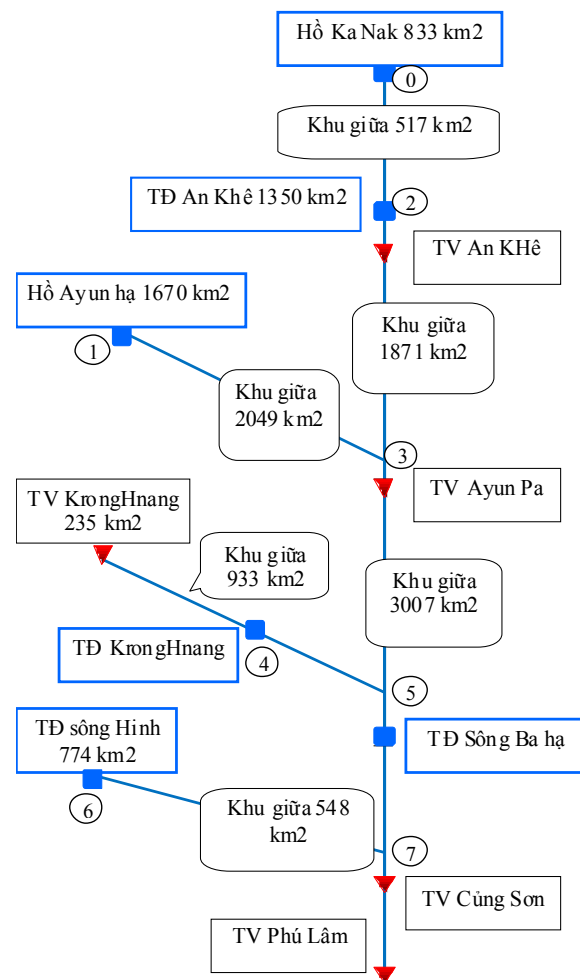 Hồ Ka Nak 833 km2
0
Khu giữa 517 km2
TĐ An Khê 1350 km2
2
TV An KHê
Hồ Ayun hạ 1670 km2
1
Khu giữa
1871 km2
Khu giữa
2049 km2
3
TV KrongHnang
235 km2
TV Ayun Pa
Khu giữa
933 km2
Khu giữa
3007 km2
TĐ KrongHnang
4
5
TĐ sông Hinh
774 km2
TĐ Sông Ba hạ
6
Khu giữa 548
km2
7
TV Củng Sơn
TV Phú Lâm